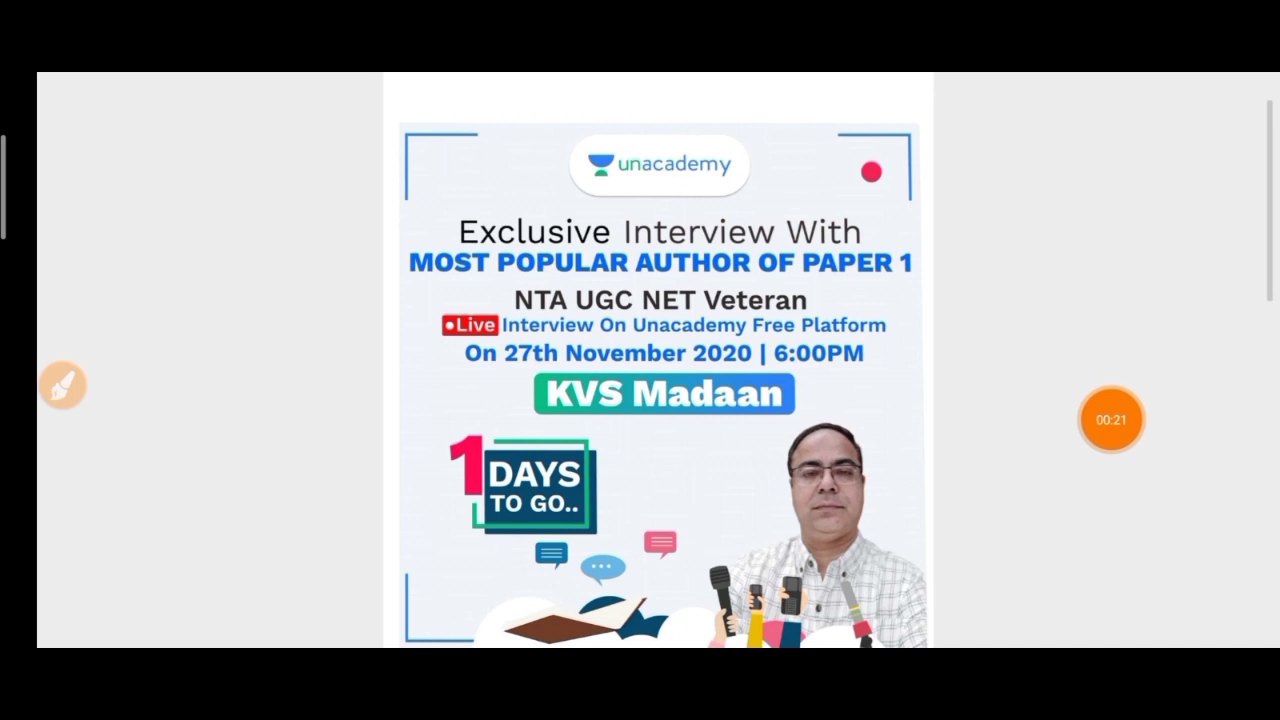 unacademy
Exclusive Interview With
MOST POPULAR AUTHOR OF PAPER 1
NTA UGC NET Veteran
Live Interview On Unacademy Free Platform
On 27th November 2020 | 6:00PM
KVS Madaan
1 DAYS
TO GO..
00:21